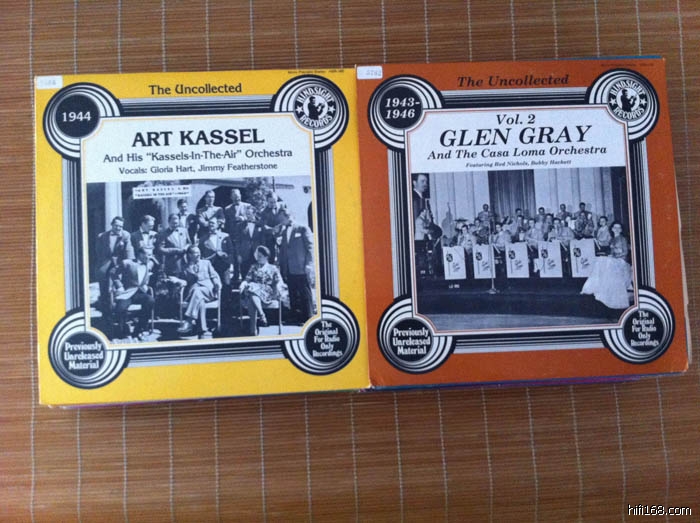 The Uncollected
1944
HINDSIGHT
RECORDS
ART KASSEL
And His "Kassels-In-The-Air" Orchestra
Vocals: Gloria Hart, Jimmy Featherstone
Previously
Unreleased
Material
The
Original
For Radio
Only
Recordings
The Uncollected
1943-
1946
HINDSIGHT
RECORDS
Vol. 2
GLEN GRAY
And The Casa Loma Orchestra
Featuring Red Nichols, Bobby Hackett
Previously
Unreleased
Material
The
Original
For Radio
Only
Recordings
hifi168.com